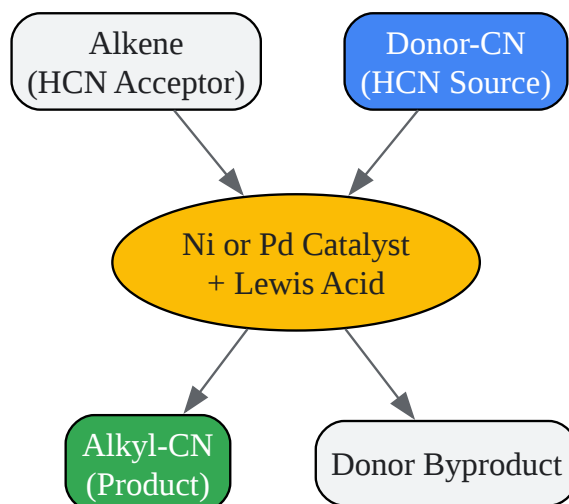 Alkene
(HCN Acceptor)
Donor-CN
(HCN Source)
Ni or Pd Catalyst
+ Lewis Acid
Alkyl-CN
(Product)
Donor Byproduct